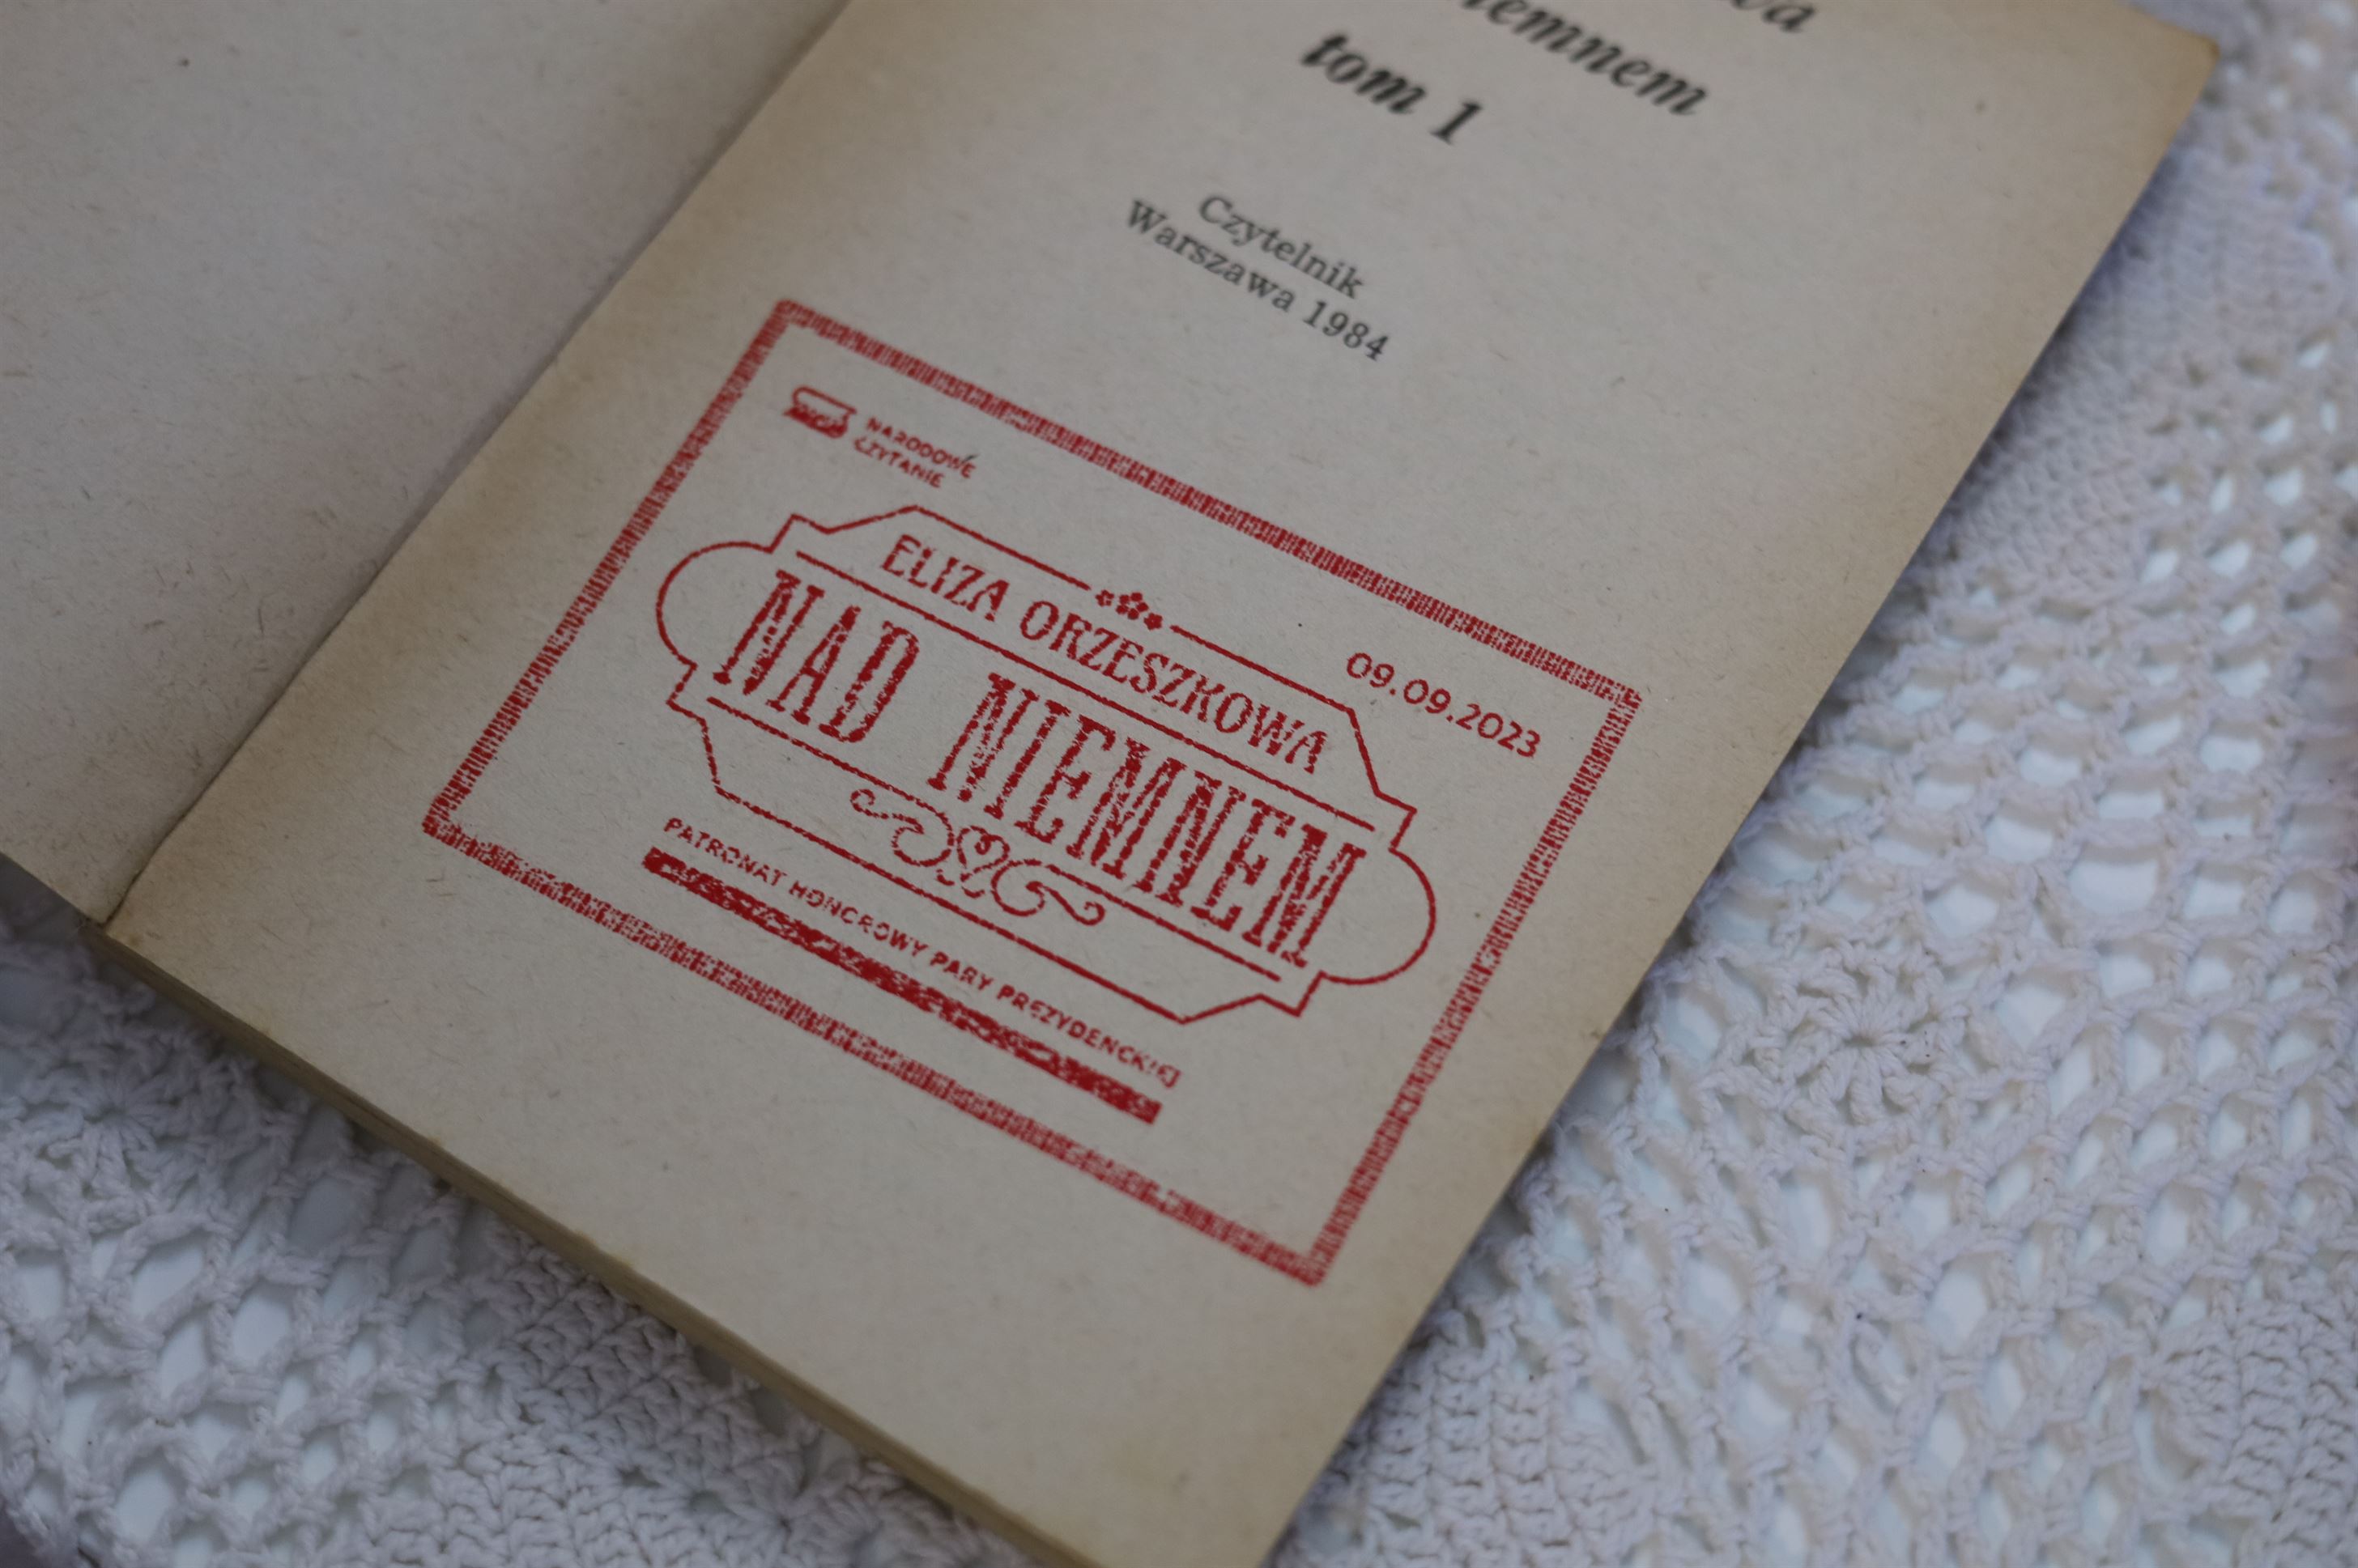 tom 1
Czytelnik
Warszawa 1984
NARODOWE
CZYTANIE
ELIZA ORZESZKOWA
09.09.2023
NAD NIEMNEM
PATRONAT HONOROWY PARY PREZYDENCKIEJ